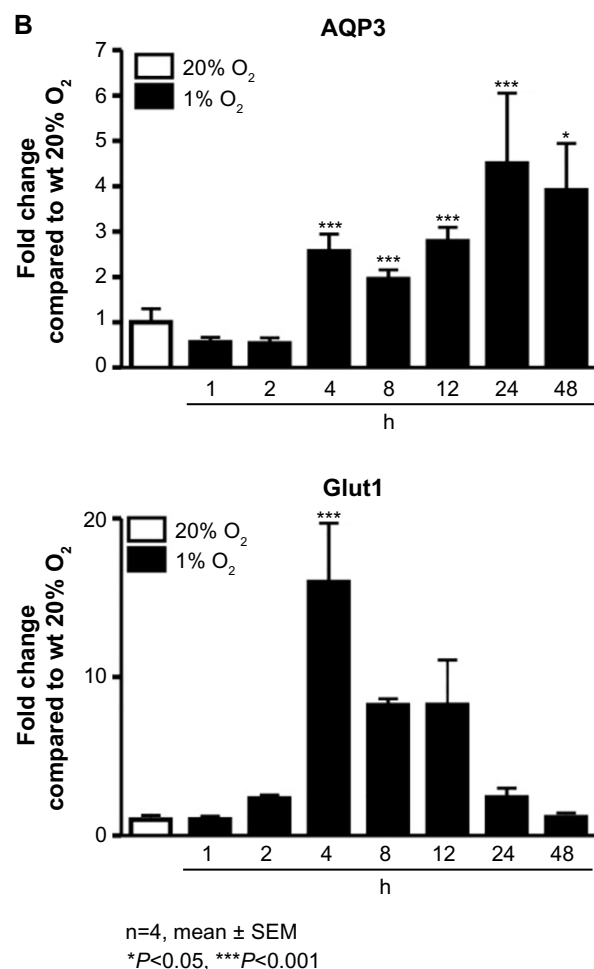 B
AQP3
Fold change
compared to wt 20% O₂
7
6
5
4
3
2
1
0
20% O₂
1% O₂
***
***
***
***
*
1 2 4 8 12 24 48
h
Glut1
Fold change
compared to wt 20% O₂
20
10
0
20% O₂
1% O₂
***
1 2 4 8 12 24 48
h
n=4, mean ± SEM
*P<0.05, ***P<0.001